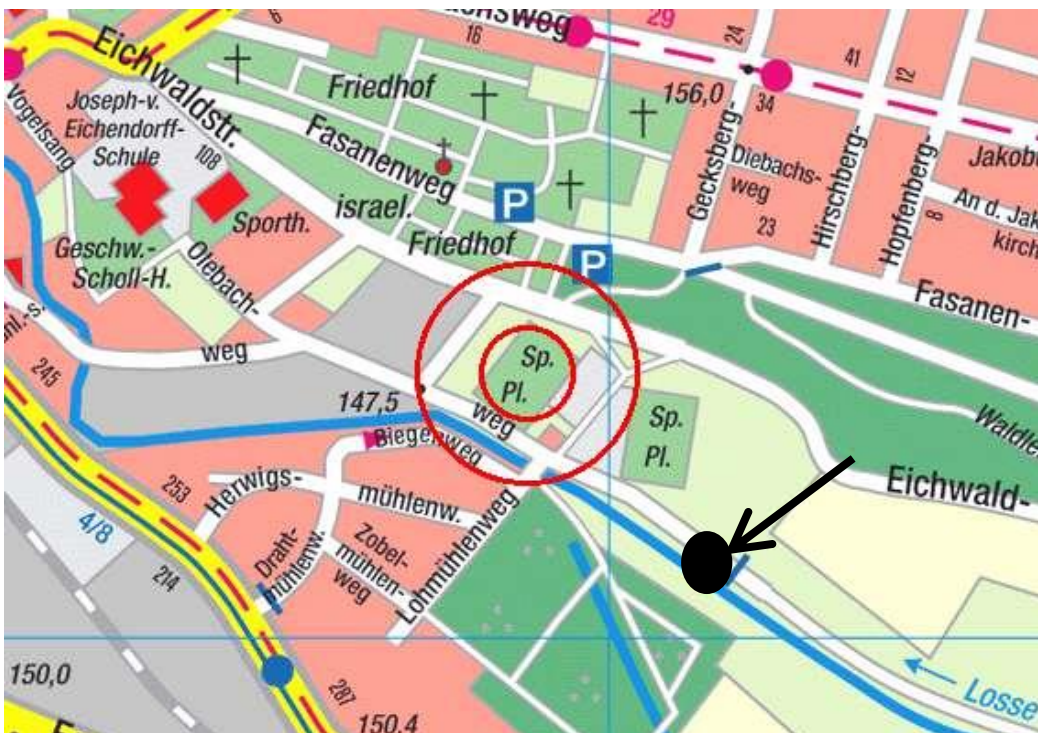 29
16
24
41
12
156,0
34
Eichwaldstr.
Friedhof
Vogelsang
Joseph-v.
Eichendorff-
Schule
108
Fasanenweg
Gecksberg-
Diebachs-
weg
23
Hirschberg-
Hopfenberg-
8
An d. Jak
kirch
israel.
Friedhof
P
P
Sporth.
Geschw.-
Scholl-H.
Olebach-
weg
Fasanen-
245
147,5
Sp.
Pl.
weg
Sp.
Pl.
Waldle
Biegenweg
Eichwald-
253
Herwigs-
mühlenw.
4/8
214
Draht-
mühlenw.
Zobel-
mühlen-
weg
Lohmühlenweg
150,0
287
150,4
Losse